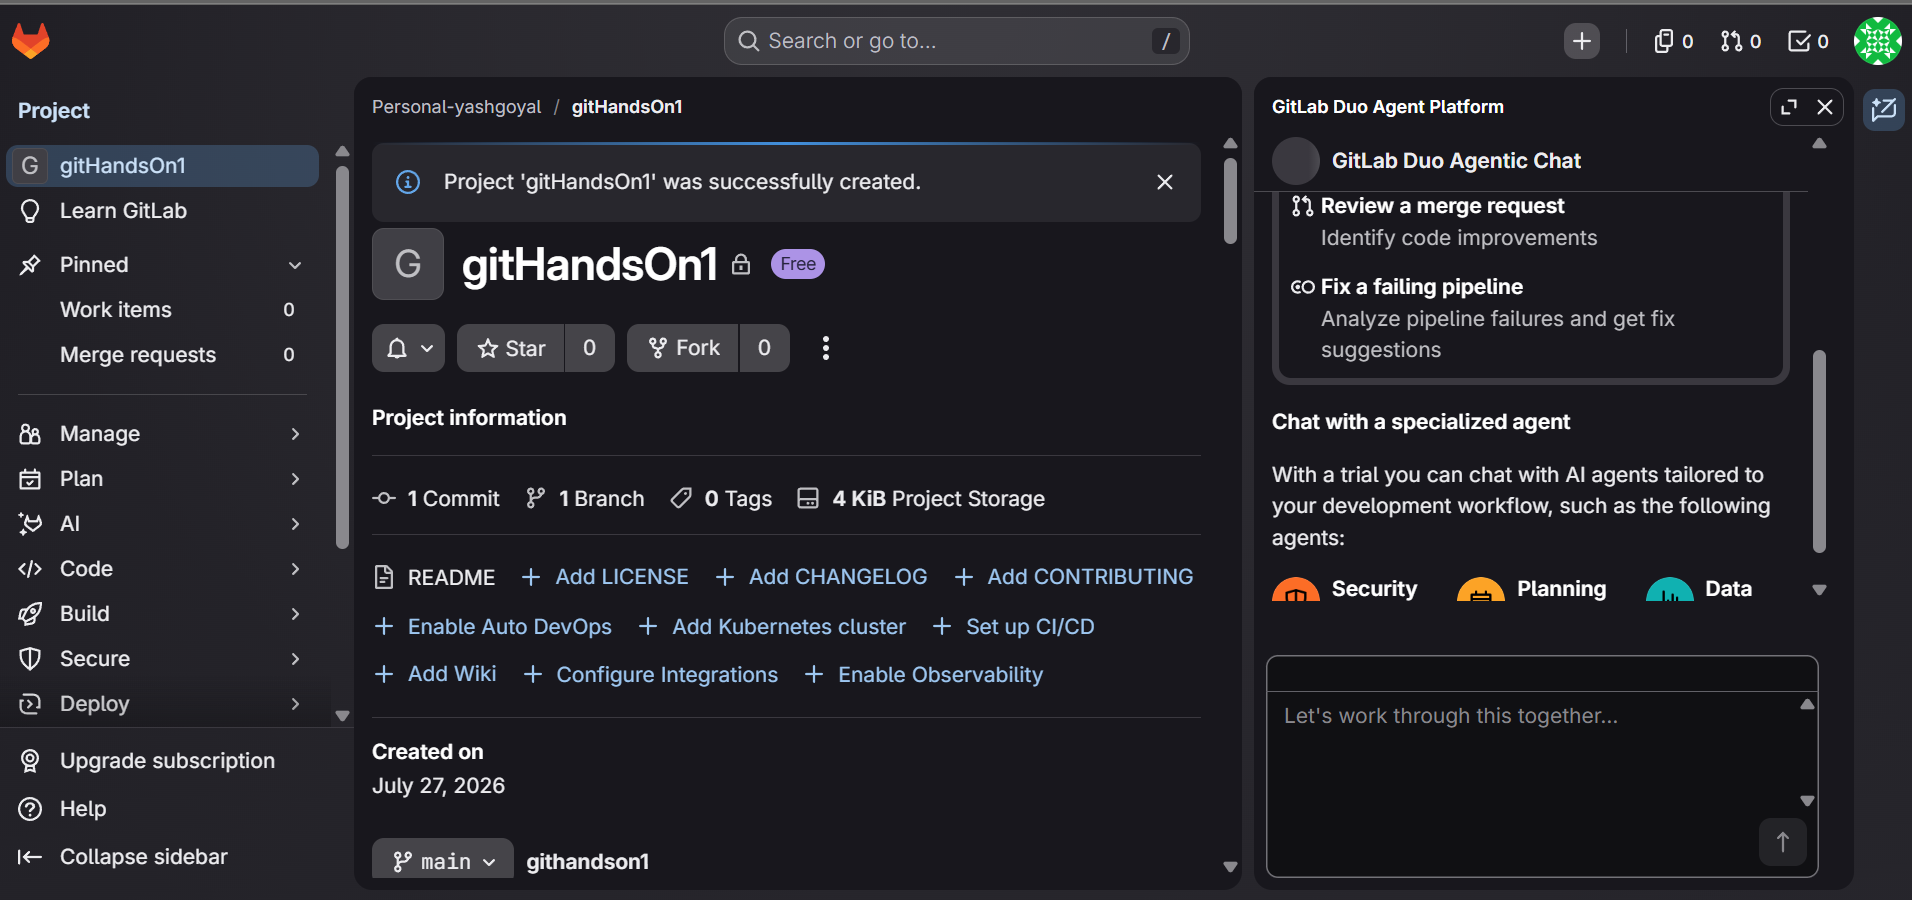 Search or go to...
/
0
0
0
Project
G gitHandsOn1
Learn GitLab
Pinned
Work items 0
Merge requests 0
Manage
Plan
AI
Code
Build
Secure
Deploy
Upgrade subscription
Help
Collapse sidebar
Personal-yashgoyal / gitHandsOn1
Project 'gitHandsOn1' was successfully created.
G gitHandsOn1 Free
Star 0 Fork 0
Project information
1 Commit 1 Branch 0 Tags 4 KiB Project Storage
README + Add LICENSE + Add CHANGELOG + Add CONTRIBUTING
+ Enable Auto DevOps + Add Kubernetes cluster + Set up CI/CD
+ Add Wiki + Configure Integrations + Enable Observability
Created on
July 27, 2026
main githandson1
GitLab Duo Agent Platform
GitLab Duo Agentic Chat
Review a merge request
Identify code improvements
Fix a failing pipeline
Analyze pipeline failures and get fix
suggestions
Chat with a specialized agent
With a trial you can chat with AI agents tailored to
your development workflow, such as the following
agents:
Security Planning Data
Let's work through this together...